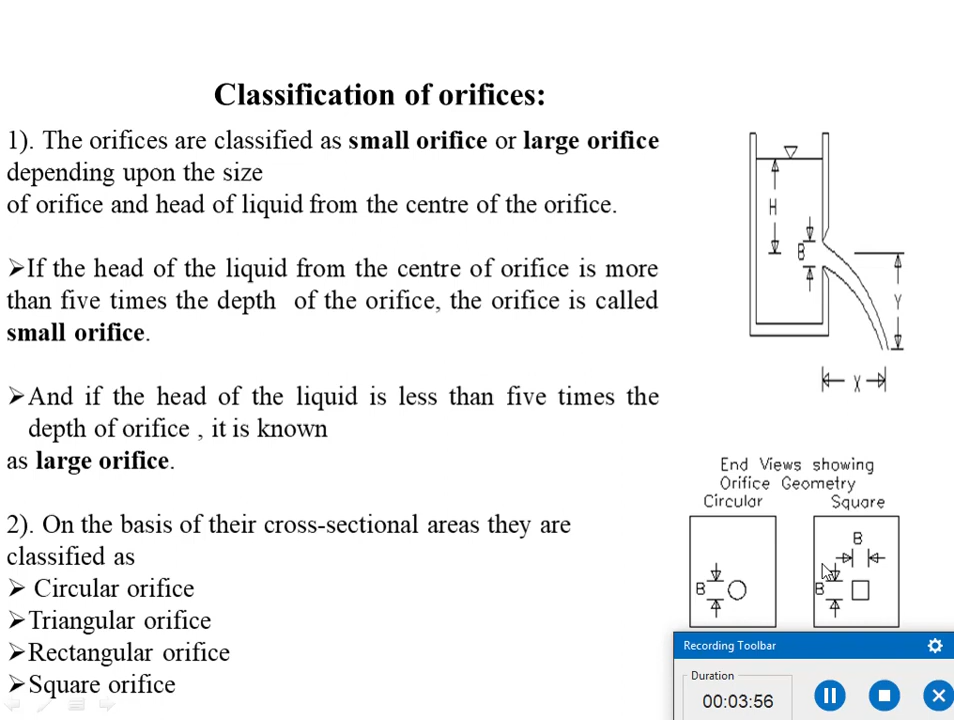 Classification of orifices:
1). The orifices are classified as small orifice or large orifice
depending upon the size
of orifice and head of liquid from the centre of the orifice.
➢If the head of the liquid from the centre of orifice is more
than five times the depth of the orifice, the orifice is called
small orifice.
➢And if the head of the liquid is less than five times the
depth of orifice , it is known
as large orifice.
2). On the basis of their cross-sectional areas they are
classified as
➢ Circular orifice
➢Triangular orifice
➢Rectangular orifice
➢Square orifice
H
B
Y
X
End Views showing
Orifice Geometry
Circular Square
B
B B
Recording Toolbar
Duration
00:03:56